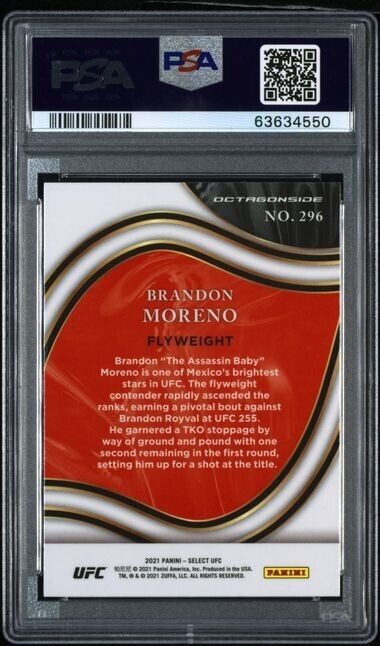 PSA
PSA
63634550
OCTAGONSIDE
NO. 296
BRANDON
MORENO
FLYWEIGHT
Brandon “The Assassin Baby”
Moreno is one of Mexico’s brightest
stars in UFC. The flyweight
contender rapidly ascended the
ranks, earning a pivotal bout against
Brandon Royval at UFC 255.
He garnered a TKO stoppage by
way of ground and pound with one
second remaining in the first round,
setting him up for a shot at the title.
2021 PANINI – SELECT UFC
UFC
帕尼尼 © 2021 Panini America, Inc. Produced in the USA.
TM, ® & © 2021 ZUFFA, LLC. ALL RIGHTS RESERVED.
PANINI